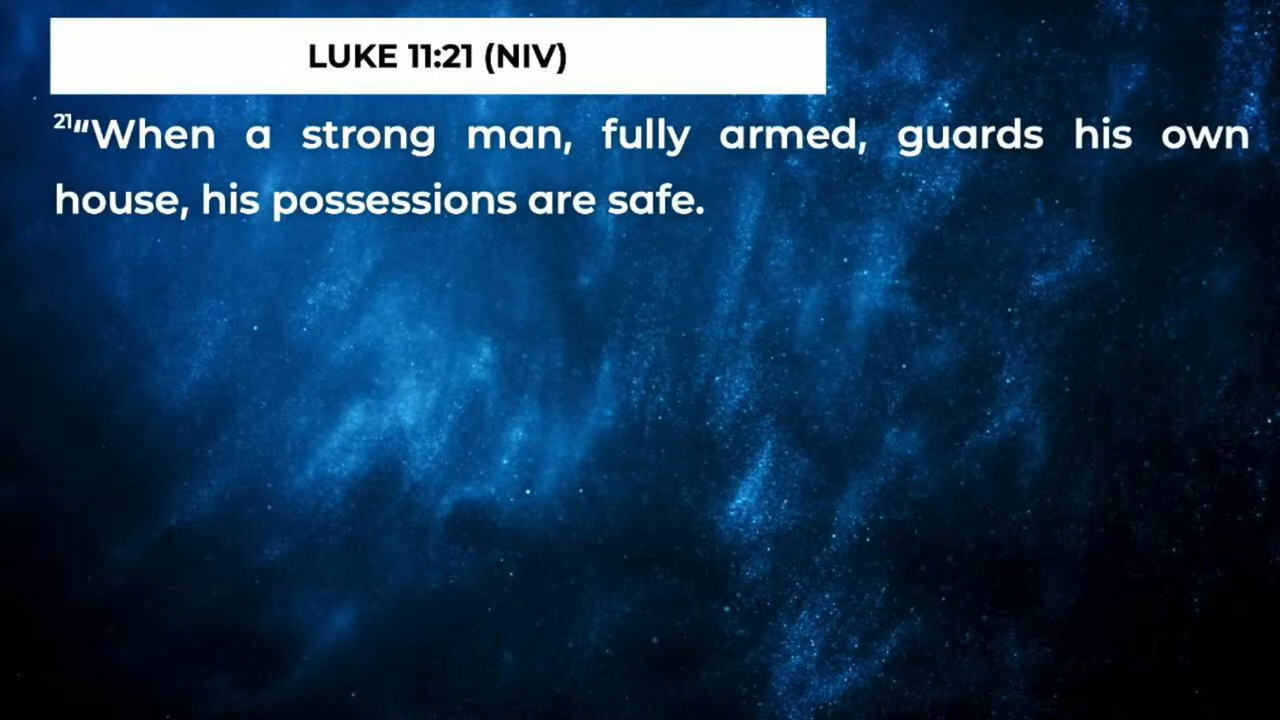 LUKE 11:21 (NIV)
21“When a strong man, fully armed, guards his own
house, his possessions are safe.